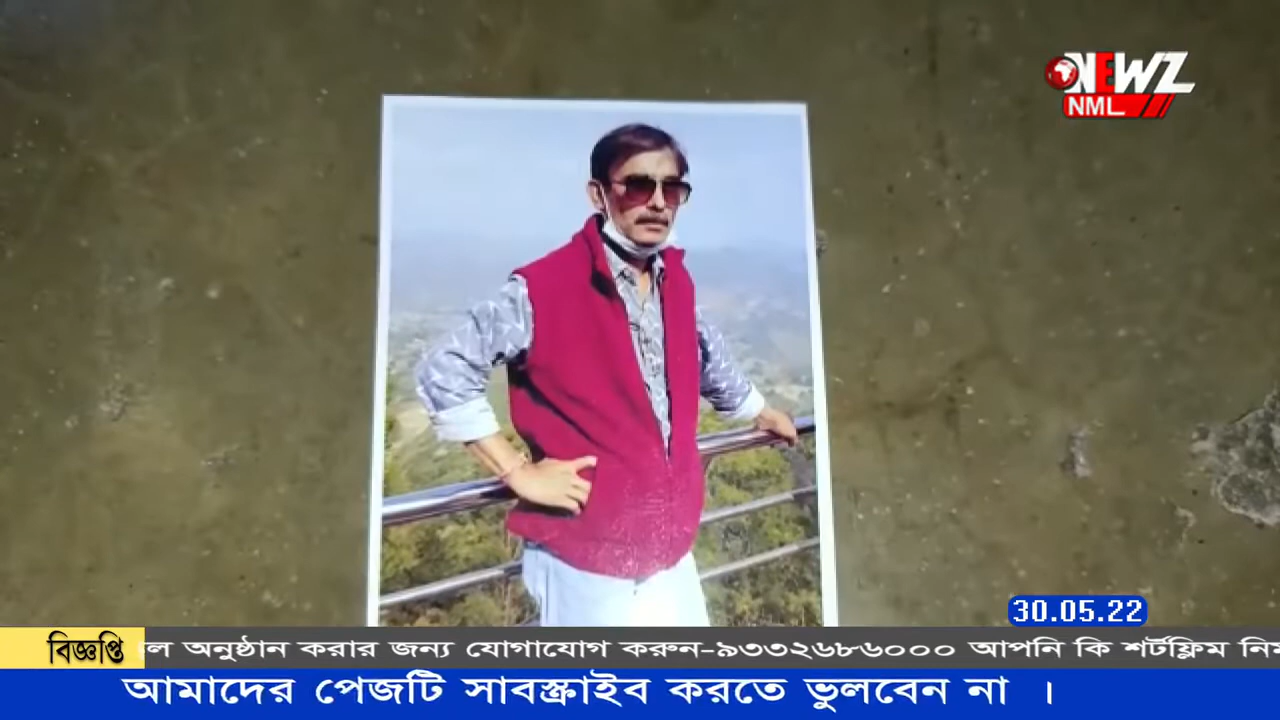 NEWZ
NML
30.05.22
বিজ্ঞপ্তি
অনুষ্ঠান করার জন্য যোগাযোগ করুন-৯৩৩২৬৮৬০০০ আপনি কি শর্টফ্লিম
আমাদের পেজটি সাবস্ক্রাইব করতে ভুলবেন না ।